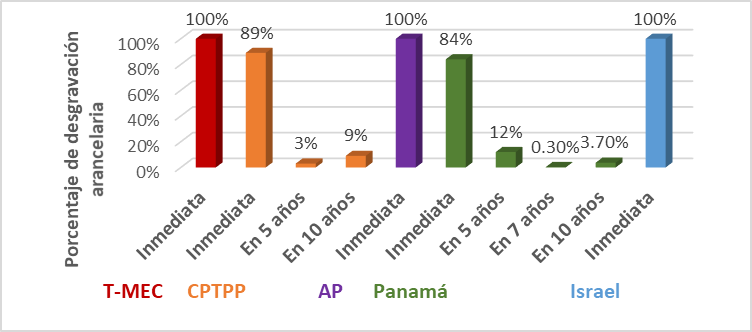 Porcentaje de desgravación
arancelaria
100%
80%
60%
40%
20%
0%
100%
89%
3%
9%
100%
84%
12%
0.30%
3.70%
100%
Inmediata
Inmediata
En 5 años
En 10 años
Inmediata
Inmediata
En 5 años
En 7 años
En 10 años
Inmediata
T-MEC CPTPP AP Panamá Israel